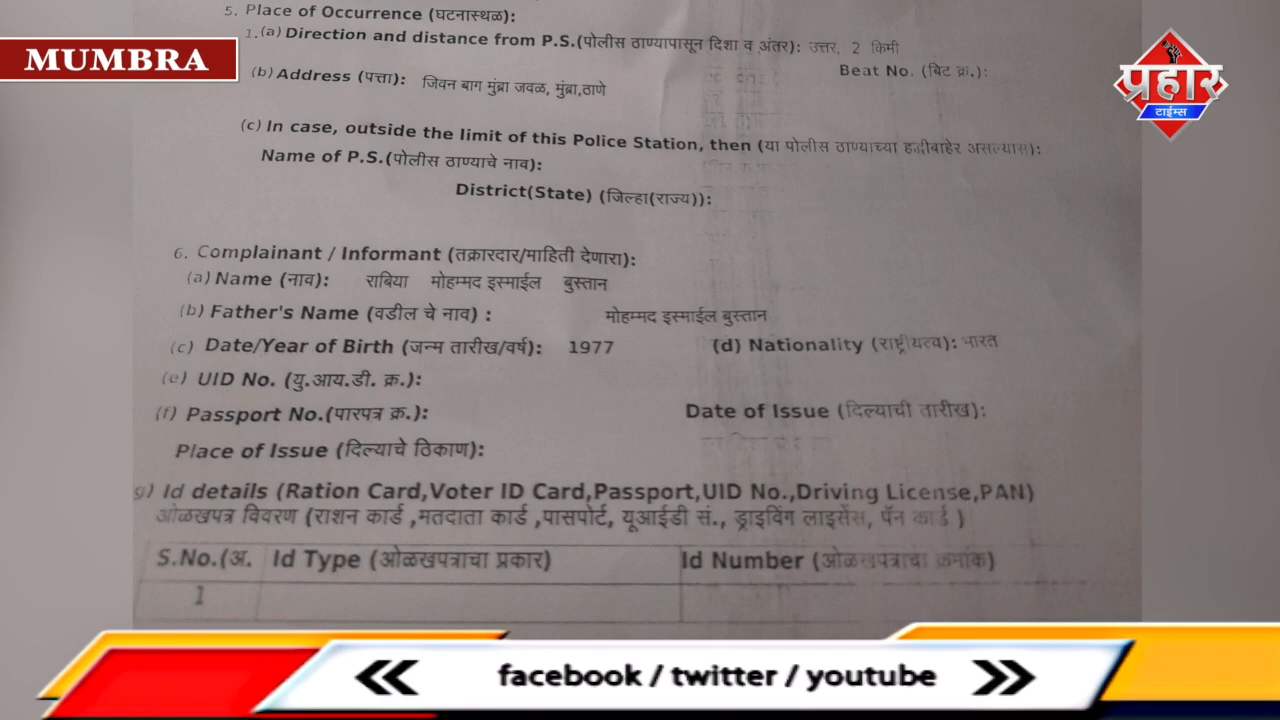 5. Place of Occurrence (घटनास्थळ):
1.(a) Direction and distance from P.S.(पोलीस ठाण्यापासून दिशा व अंतर): उत्तर, 2 किमी
Beat No. (बिट क्र.):
MUMBRA
प्रहार
टाईम्स
(b) Address (पत्ता): जिवन बाग मुंब्रा जवळ, मुंब्रा,ठाणे
(c) In case, outside the limit of this Police Station, then (या पोलीस ठाण्याच्या हद्दीबाहेर असल्यास):
Name of P.S.(पोलीस ठाण्याचे नाव):
District(State) (जिल्हा(राज्य)):
6. Complainant / Informant (तक्रारदार/माहिती देणारा):
(a) Name (नाव): राबिया मोहम्मद इस्माईल बुस्तान
(b) Father's Name (वडील चे नाव) : मोहम्मद इस्माईल बुस्तान
(c) Date/Year of Birth (जन्म तारीख/वर्ष): 1977 (d) Nationality (राष्ट्रीयत्व): भारत
(e) UID No. (यु.आय.डी. क्र.):
(f) Passport No.(पारपत्र क्र.): Date of Issue (दिल्याची तारीख):
Place of Issue (दिल्याचे ठिकाण):
g) Id details (Ration Card,Voter ID Card,Passport,UID No.,Driving License,PAN)
ओळखपत्र विवरण (राशन कार्ड ,मतदाता कार्ड ,पासपोर्ट, यूआईडी सं., ड्राइविंग लाइसेंस, पॅन कार्ड )
S.No.(अ. Id Type (ओळखपत्राचा प्रकार) Id Number (ओळखपत्राचा क्रमांक)
1
facebook / twitter / youtube